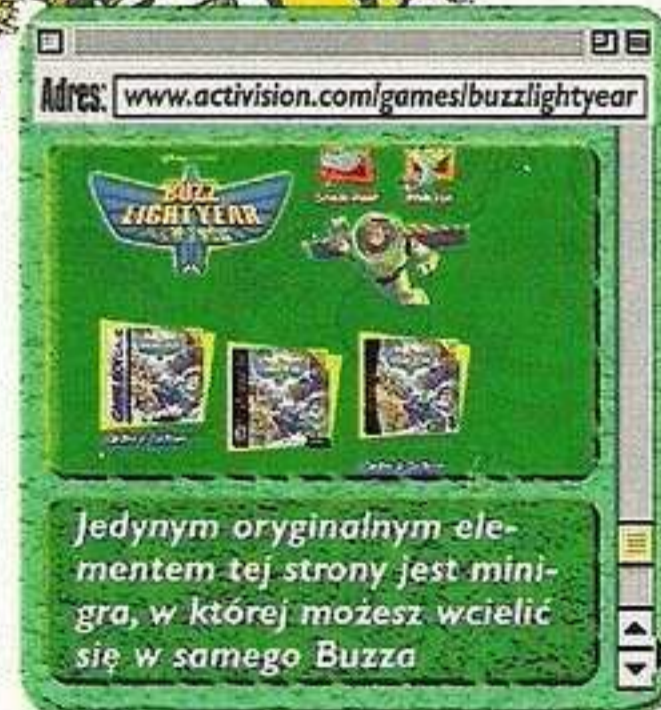 Adres: www.activision.com/games/buzzlightyear
BUZZ
LIGHTYEAR
Jedynym oryginalnym ele-
mentem tej strony jest mini-
gra, w której możesz wcielić
się w samego Buzza